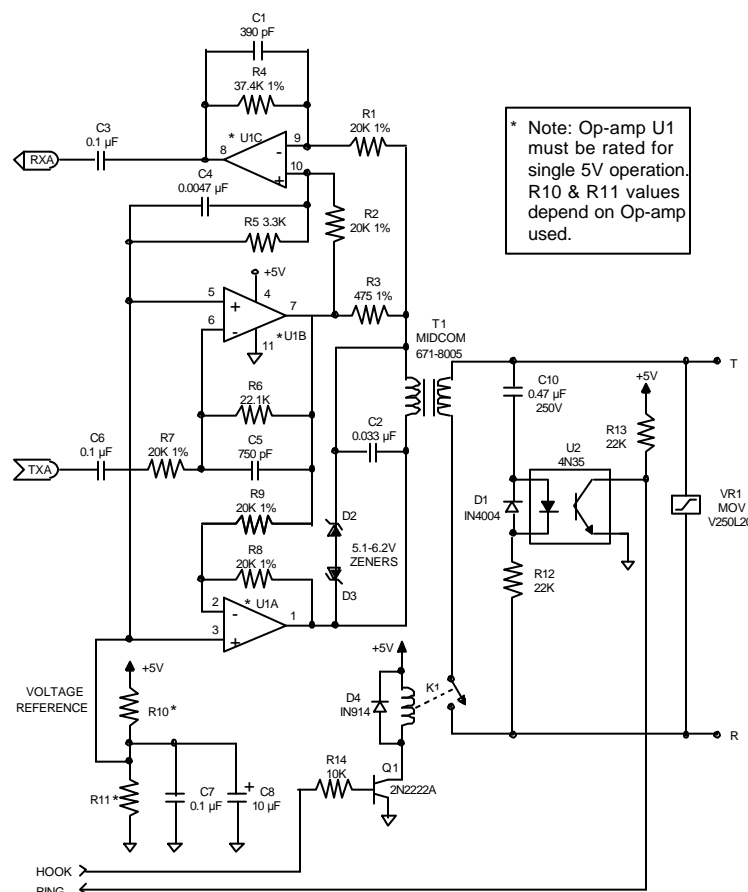 C1
390 pF
R4
37.4K 1%
C3
0.1 µF
RXA
* U1C
8
9
-
10
+
R1
20K 1%
* Note: Op-amp U1
must be rated for
single 5V operation.
R10 & R11 values
depend on Op-amp
used.
C4
0.0047 µF
R5 3.3K
R2
20K 1%
+5V
5
+
4
7
6
-
11
*U1B
R3
475 1%
T1
MIDCOM
671-8005
T
R6
22.1K
C2
0.033 µF
C10
0.47 µF
250V
+5V
R13
22K
C6
0.1 µF
R7
20K 1%
C5
750 pF
TXA
U2
4N35
D1
IN4004
VR1
MOV
V250L20
R9
20K 1%
R8
20K 1%
D2
5.1-6.2V
ZENERS
D3
R12
22K
2
-
* U1A
1
3
+
+5V
+5V
VOLTAGE
REFERENCE
R10*
D4
IN914
K1
R
R11*
C7
0.1 µF
+
C8
10 µF
R14
10K
Q1
2N2222A
HOOK
RING